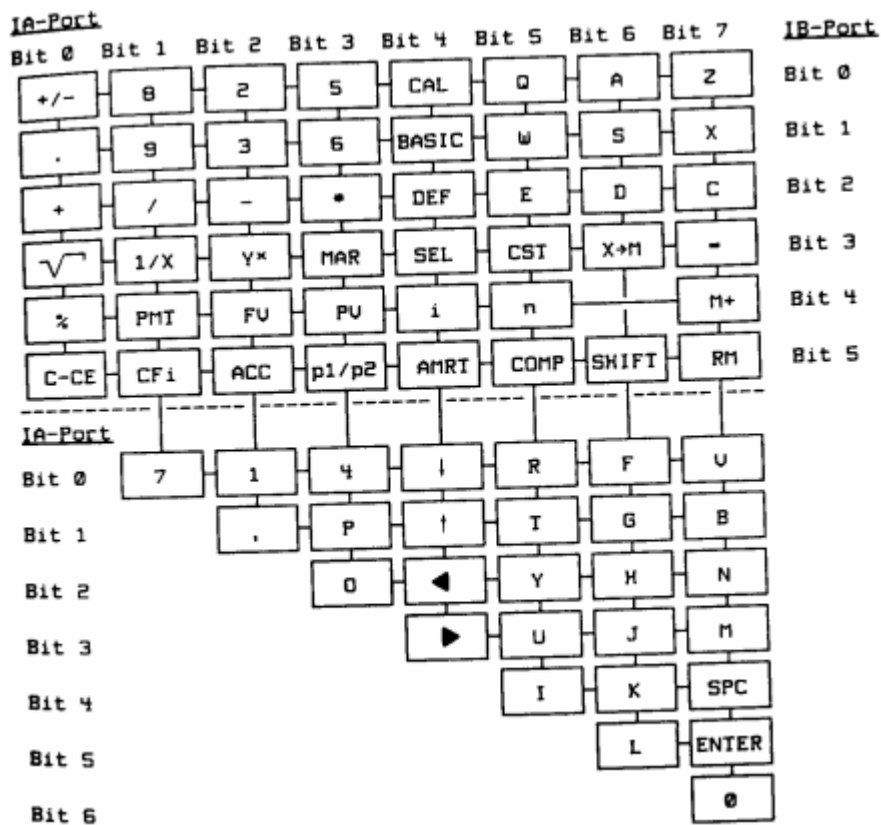 IA-Port
IB-Port
Bit 0 Bit 1 Bit 2 Bit 3 Bit 4 Bit 5 Bit 6 Bit 7
+/- 8 2 5 CAL Q A Z Bit 0
. 9 3 6 BASIC W S X Bit 1
+ / - * DEF E D C Bit 2
√ 1/X Y^x MAR SEL CST X→M = Bit 3
% PMT FV PV i n M+ Bit 4
C-CE CFi ACC p1/p2 AMRT COMP SHIFT RM Bit 5
IA-Port
Bit 0 7 1 4 ↓ R F V
Bit 1 , P ↑ T G B
Bit 2 O ◀ Y H N
Bit 3 ▶ U J M
Bit 4 I K SPC
Bit 5 L ENTER
Bit 6 0